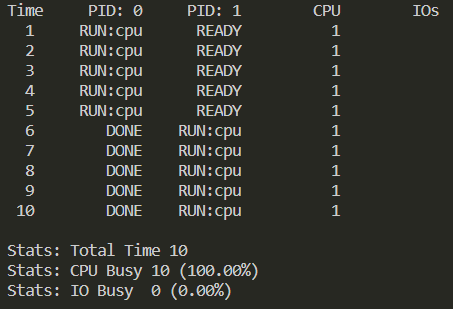 Time PID: 0 PID: 1 CPU IOs
1 RUN:cpu READY 1
2 RUN:cpu READY 1
3 RUN:cpu READY 1
4 RUN:cpu READY 1
5 RUN:cpu READY 1
6 DONE RUN:cpu 1
7 DONE RUN:cpu 1
8 DONE RUN:cpu 1
9 DONE RUN:cpu 1
10 DONE RUN:cpu 1
Stats: Total Time 10
Stats: CPU Busy 10 (100.00%)
Stats: IO Busy 0 (0.00%)